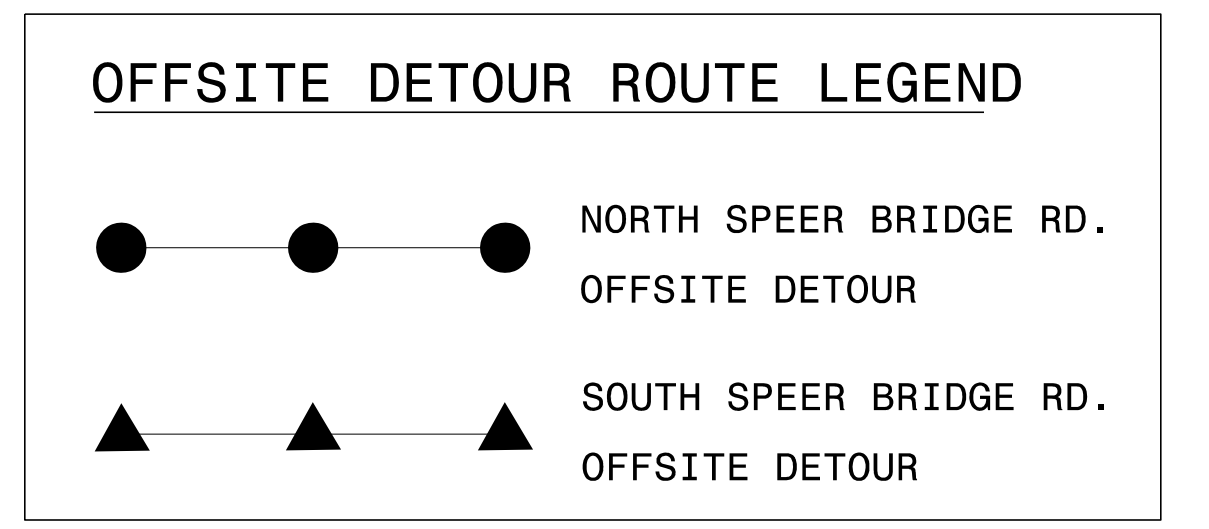 OFFSITE DETOUR ROUTE LEGEND
NORTH SPEER BRIDGE RD.
OFFSITE DETOUR
SOUTH SPEER BRIDGE RD.
OFFSITE DETOUR